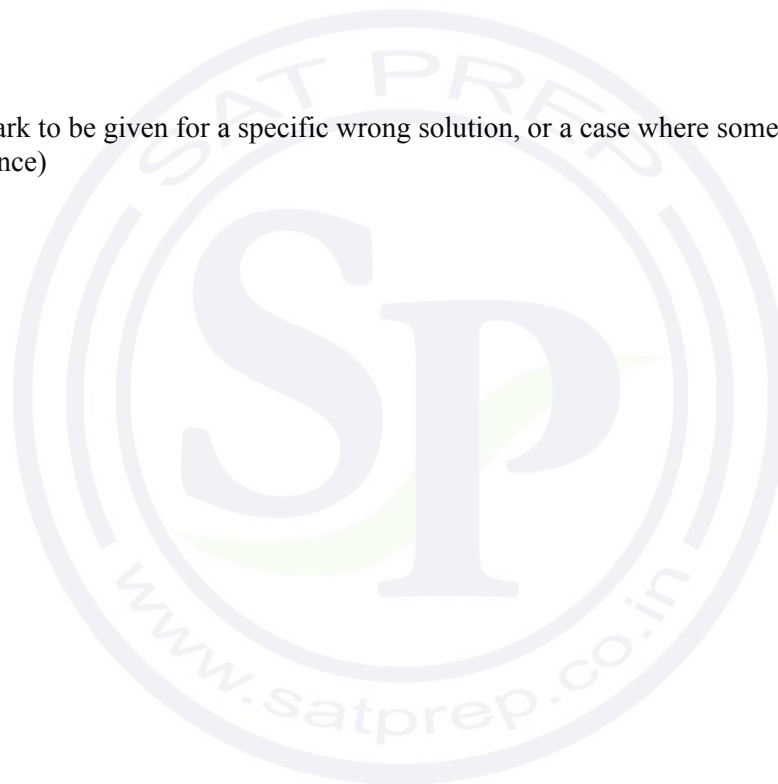 SAT PREP
ark to be given for a specific wrong solution, or a case where some
nce)
SP
www.satprep.co.in